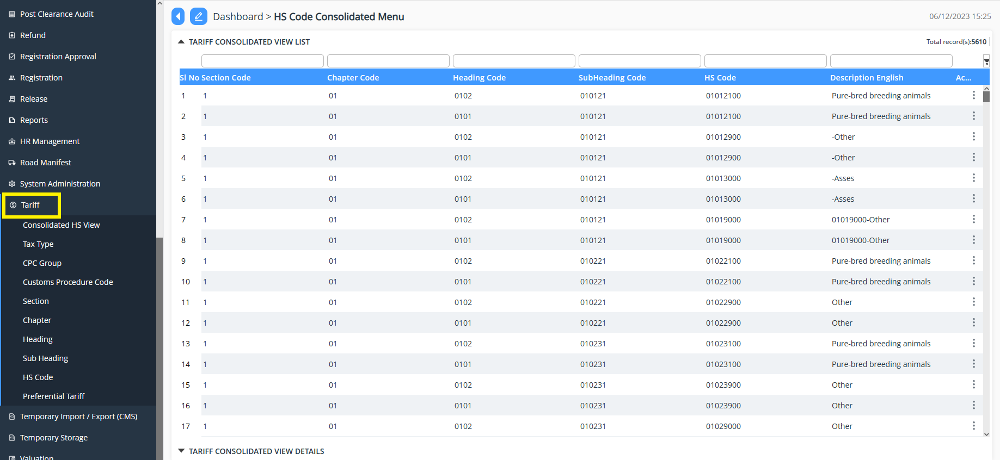 Post Clearance Audit
Refund
Registration Approval
Registration
Release
Reports
HR Management
Road Manifest
System Administration
Tariff
Consolidated HS View
Tax Type
CPC Group
Customs Procedure Code
Section
Chapter
Heading
Sub Heading
HS Code
Preferential Tariff
Temporary Import / Export (CMS)
Temporary Storage
Valuation
Dashboard > HS Code Consolidated Menu
06/12/2023 15:25
TARIFF CONSOLIDATED VIEW LIST
Total record(s):5610
Sl No Section Code Chapter Code Heading Code SubHeading Code HS Code Description English Ac...
1 1 01 0102 010121 01012100 Pure-bred breeding animals
2 1 01 0101 010121 01012100 Pure-bred breeding animals
3 1 01 0102 010121 01012900 -Other
4 1 01 0101 010121 01012900 -Other
5 1 01 0102 010121 01013000 -Asses
6 1 01 0101 010121 01013000 -Asses
7 1 01 0102 010121 01019000 01019000-Other
8 1 01 0101 010121 01019000 01019000-Other
9 1 01 0102 010221 01022100 Pure-bred breeding animals
10 1 01 0101 010221 01022100 Pure-bred breeding animals
11 1 01 0102 010221 01022900 Other
12 1 01 0101 010221 01022900 Other
13 1 01 0102 010231 01023100 Pure-bred breeding animals
14 1 01 0101 010231 01023100 Pure-bred breeding animals
15 1 01 0102 010231 01023900 Other
16 1 01 0101 010231 01023900 Other
17 1 01 0102 010231 01029000 Other
TARIFF CONSOLIDATED VIEW DETAILS